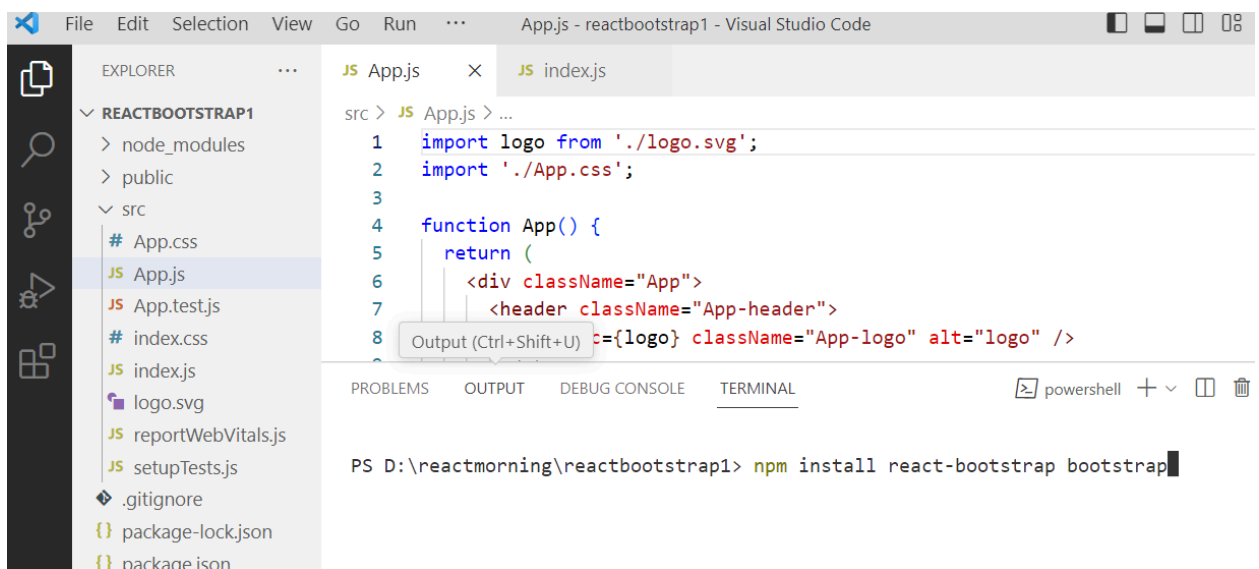 File Edit Selection View Go Run ··· App.js - reactbootstrap1 - Visual Studio Code
EXPLORER ···
REACTBOOTSTRAP1
> node_modules
> public
src
# App.css
JS App.js
JS App.test.js
# index.css
JS index.js
logo.svg
JS reportWebVitals.js
JS setupTests.js
.gitignore
{} package-lock.json
{} package.json
JS App.js × JS index.js
src > JS App.js > ...
1 import logo from './logo.svg';
2 import './App.css';
3
4 function App() {
5 return (
6 <div className="App">
7 <header className="App-header">
8 c={logo} className="App-logo" alt="logo" />
Output (Ctrl+Shift+U)
PROBLEMS OUTPUT DEBUG CONSOLE TERMINAL powershell
PS D:\reactmorning\reactbootstrap1> npm install react-bootstrap bootstrap